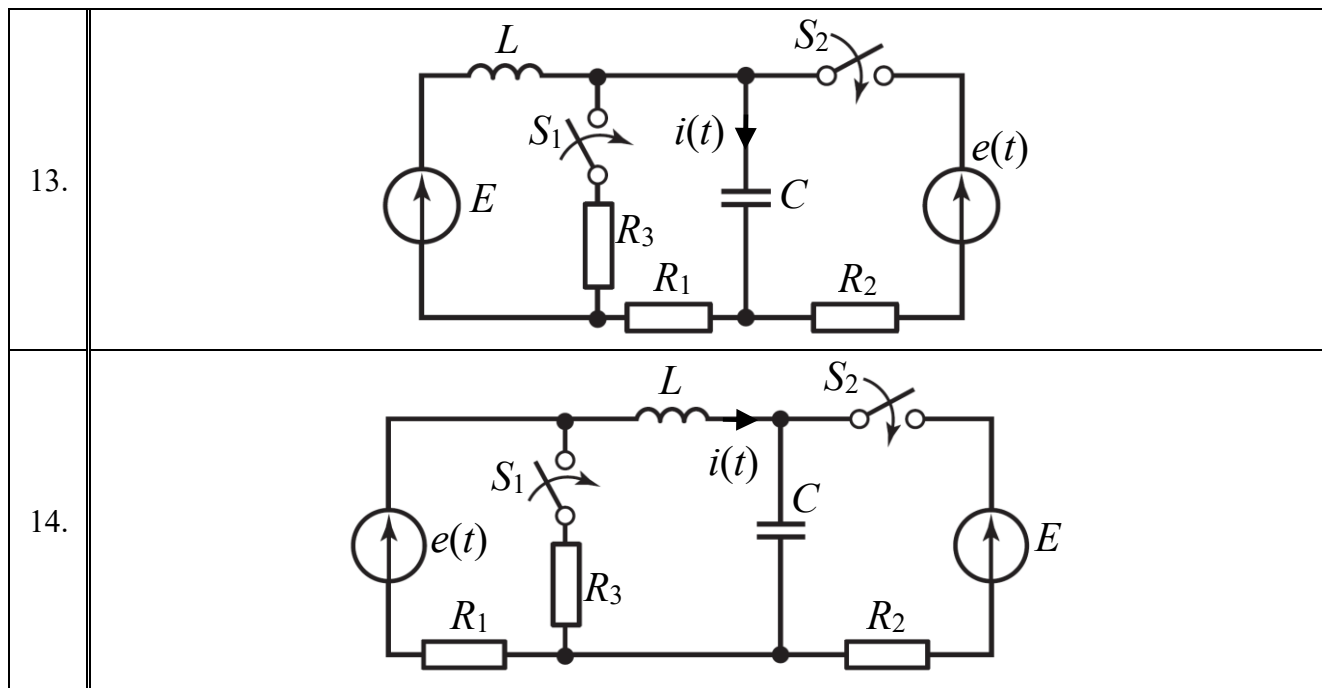 13.
L
S2
S1
i(t)
e(t)
E
C
R3
R1
R2
14.
L
S2
S1
i(t)
C
e(t)
E
R3
R1
R2